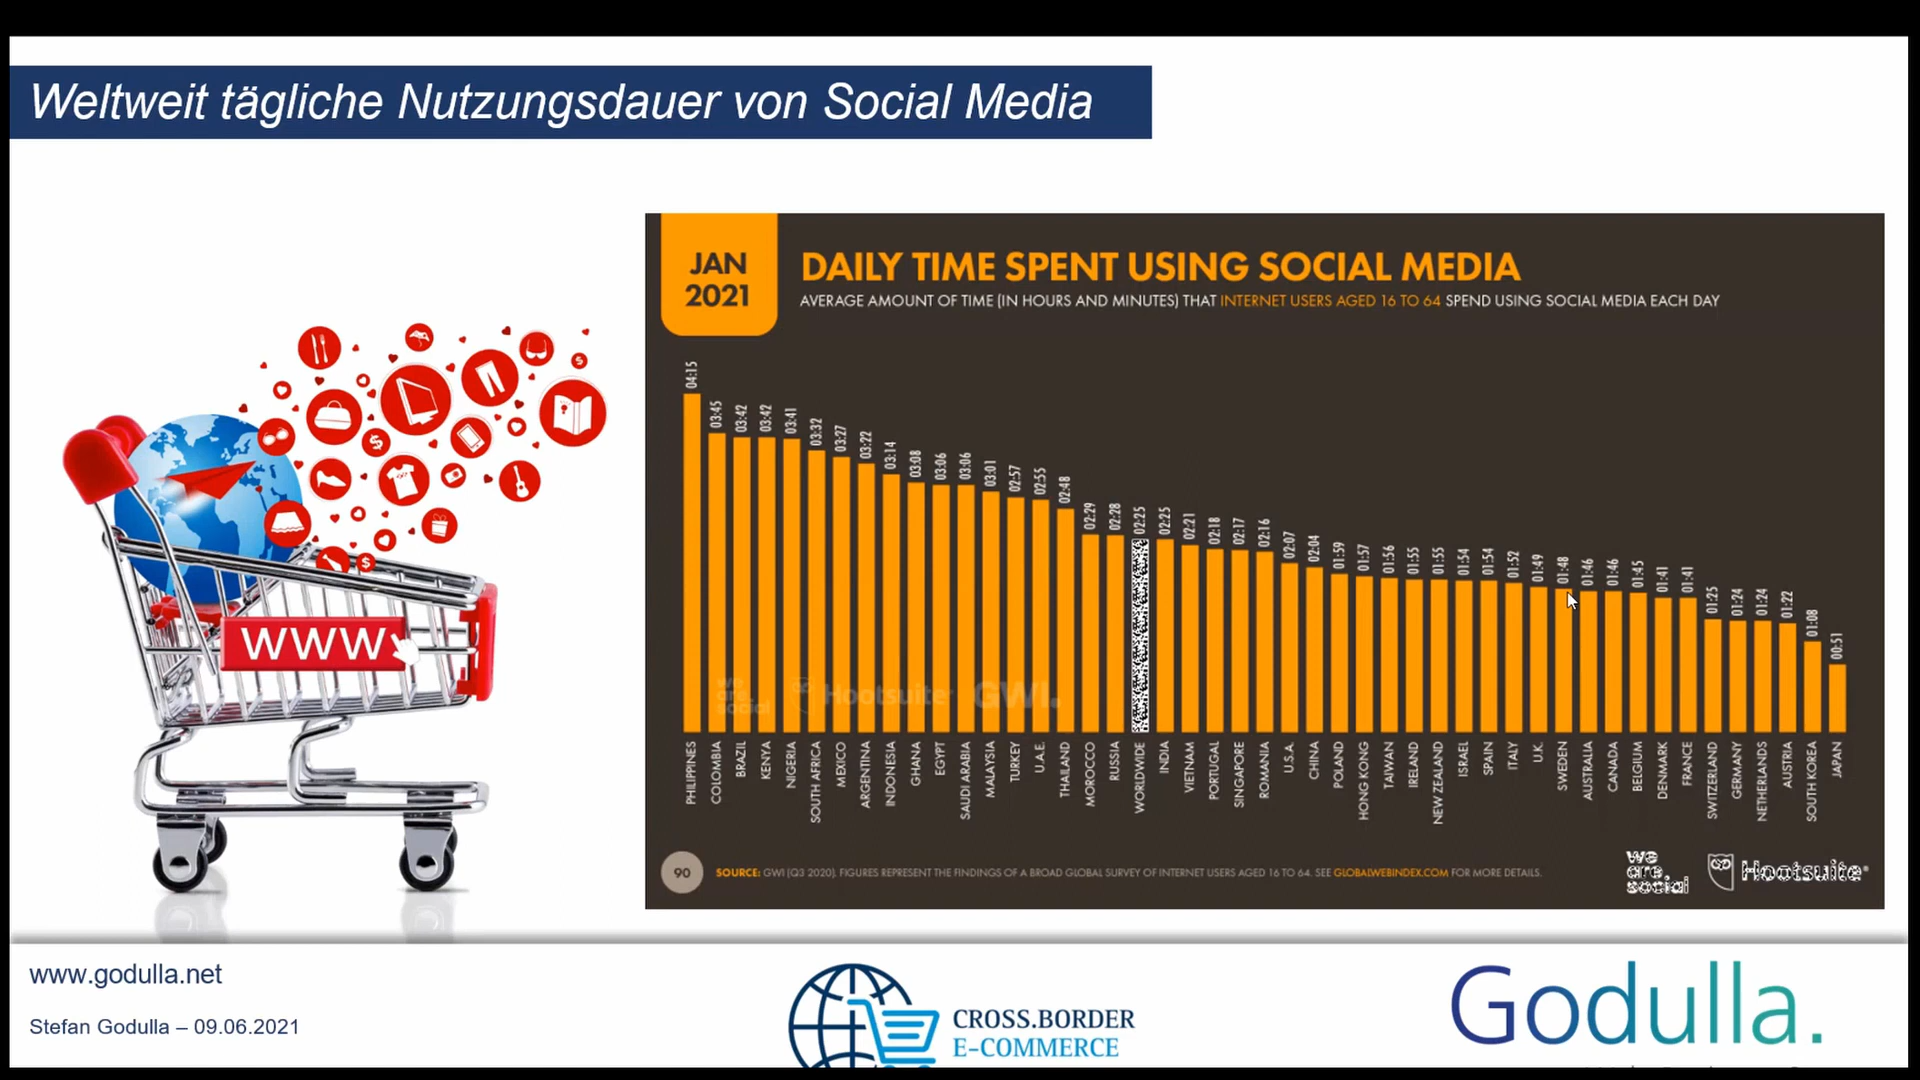 Weltweit tägliche Nutzungsdauer von Social Media
JAN
2021
DAILY TIME SPENT USING SOCIAL MEDIA
AVERAGE AMOUNT OF TIME (IN HOURS AND MINUTES) THAT INTERNET USERS AGED 16 TO 64 SPEND USING SOCIAL MEDIA EACH DAY
04:15
03:45
03:42
03:42
03:41
03:32
03:27
03:22
03:14
03:08
03:06
03:06
03:01
02:57
02:55
02:48
02:29
02:28
02:25
02:25
02:21
02:18
02:17
02:16
02:07
02:04
01:59
01:57
01:56
01:55
01:55
01:54
01:54
01:52
01:49
01:48
01:46
01:46
01:45
01:41
01:41
01:25
01:24
01:24
01:22
01:08
00:51
WWW
we
are.
social
Hootsuite
GWI.
PHILIPPINES
COLOMBIA
BRAZIL
KENYA
NIGERIA
SOUTH AFRICA
MEXICO
ARGENTINA
INDONESIA
GHANA
EGYPT
SAUDI ARABIA
MALAYSIA
TURKEY
U.A.E.
THAILAND
MOROCCO
RUSSIA
WORLDWIDE
INDIA
VIETNAM
PORTUGAL
SINGAPORE
ROMANIA
U.S.A.
CHINA
POLAND
HONG KONG
TAIWAN
IRELAND
NEW ZEALAND
ISRAEL
SPAIN
ITALY
U.K.
SWEDEN
AUSTRALIA
CANADA
BELGIUM
DENMARK
FRANCE
SWITZERLAND
GERMANY
NETHERLANDS
AUSTRIA
SOUTH KOREA
JAPAN
90
SOURCE: GWI (Q3 2020). FIGURES REPRESENT THE FINDINGS OF A BROAD GLOBAL SURVEY OF INTERNET USERS AGED 16 TO 64. SEE GLOBALWEBINDEX.COM FOR MORE DETAILS.
we
are.
social
Hootsuite®
www.godulla.net
Stefan Godulla – 09.06.2021
CROSS.BORDER
E-COMMERCE
Godulla.